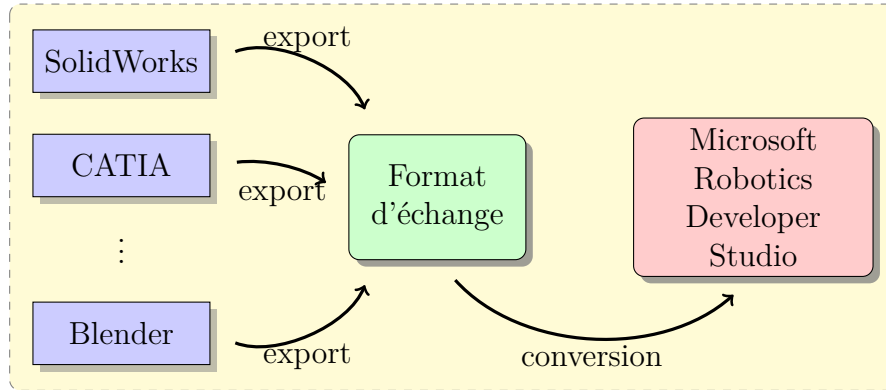 SolidWorks
export
CATIA
export
⋮
Blender
export
Format
d'échange
conversion
Microsoft
Robotics
Developer
Studio